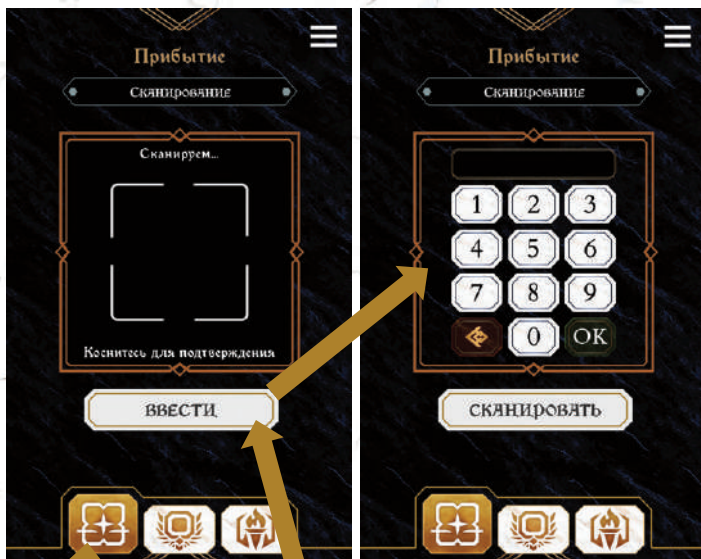 Прибытие
Сканирование
Сканируем...
Коснитесь для подтверждения
ВВЕСТИ
Прибытие
Сканирование
1 2 3
4 5 6
7 8 9
0 OK
СКАНИРОВАТЬ